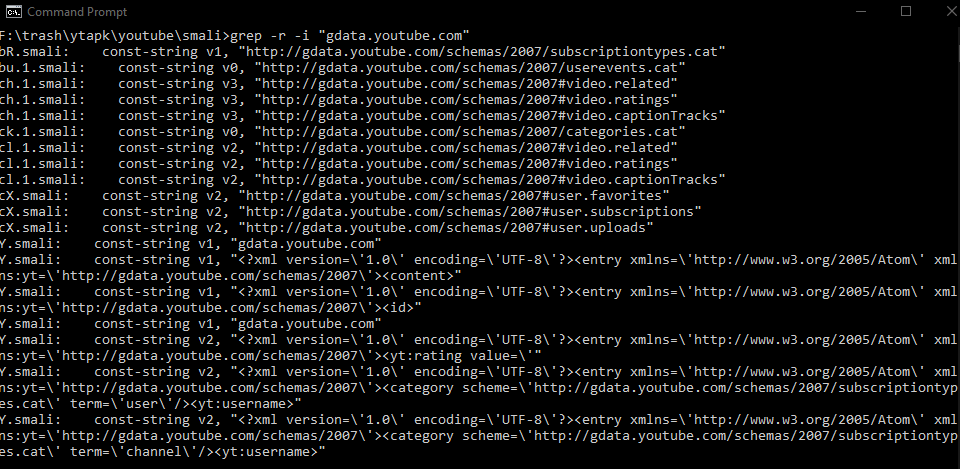 Command Prompt
F:\trash\ytapk\youtube\smali>grep -r -i "gdata.youtube.com"
bR.smali:    const-string v1, "http://gdata.youtube.com/schemas/2007/subscriptiontypes.cat"
bu.1.smali:    const-string v0, "http://gdata.youtube.com/schemas/2007/userevents.cat"
ch.1.smali:    const-string v3, "http://gdata.youtube.com/schemas/2007#video.related"
ch.1.smali:    const-string v3, "http://gdata.youtube.com/schemas/2007#video.ratings"
ch.1.smali:    const-string v3, "http://gdata.youtube.com/schemas/2007#video.captionTracks"
ck.1.smali:    const-string v0, "http://gdata.youtube.com/schemas/2007/categories.cat"
cl.1.smali:    const-string v2, "http://gdata.youtube.com/schemas/2007#video.related"
cl.1.smali:    const-string v2, "http://gdata.youtube.com/schemas/2007#video.ratings"
cl.1.smali:    const-string v2, "http://gdata.youtube.com/schemas/2007#video.captionTracks"
cX.smali:    const-string v2, "http://gdata.youtube.com/schemas/2007#user.favorites"
cX.smali:    const-string v2, "http://gdata.youtube.com/schemas/2007#user.subscriptions"
cX.smali:    const-string v2, "http://gdata.youtube.com/schemas/2007#user.uploads"
Y.smali:    const-string v1, "gdata.youtube.com"
Y.smali:    const-string v1, "<?xml version=\'1.0\' encoding=\'UTF-8\'?><entry xmlns=\'http://www.w3.org/2005/Atom\' xml
ns:yt=\'http://gdata.youtube.com/schemas/2007\'><content>"
Y.smali:    const-string v1, "<?xml version=\'1.0\' encoding=\'UTF-8\'?><entry xmlns=\'http://www.w3.org/2005/Atom\' xml
ns:yt=\'http://gdata.youtube.com/schemas/2007\'><id>"
Y.smali:    const-string v1, "gdata.youtube.com"
Y.smali:    const-string v2, "<?xml version=\'1.0\' encoding=\'UTF-8\'?><entry xmlns=\'http://www.w3.org/2005/Atom\' xml
ns:yt=\'http://gdata.youtube.com/schemas/2007\'><yt:rating value=\'"
Y.smali:    const-string v2, "<?xml version=\'1.0\' encoding=\'UTF-8\'?><entry xmlns=\'http://www.w3.org/2005/Atom\' xml
ns:yt=\'http://gdata.youtube.com/schemas/2007\'><category scheme=\'http://gdata.youtube.com/schemas/2007/subscriptiontyp
es.cat\' term=\'user\'/><yt:username>"
Y.smali:    const-string v2, "<?xml version=\'1.0\' encoding=\'UTF-8\'?><entry xmlns=\'http://www.w3.org/2005/Atom\' xml
ns:yt=\'http://gdata.youtube.com/schemas/2007\'><category scheme=\'http://gdata.youtube.com/schemas/2007/subscriptiontyp
es.cat\' term=\'channel\'/><yt:username>"